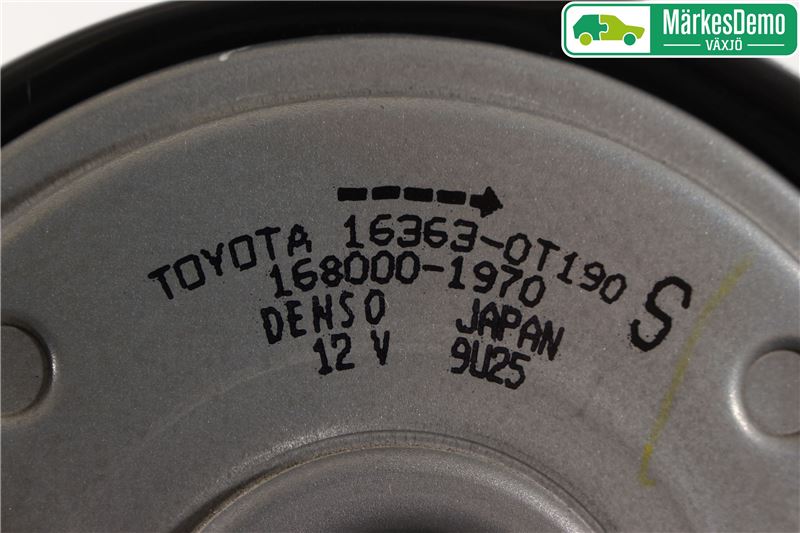 MärkesDemo
VÄXJÖ
TOYOTA 16363-0T190 S
168000-1970
DENSO JAPAN
12 V 9U25